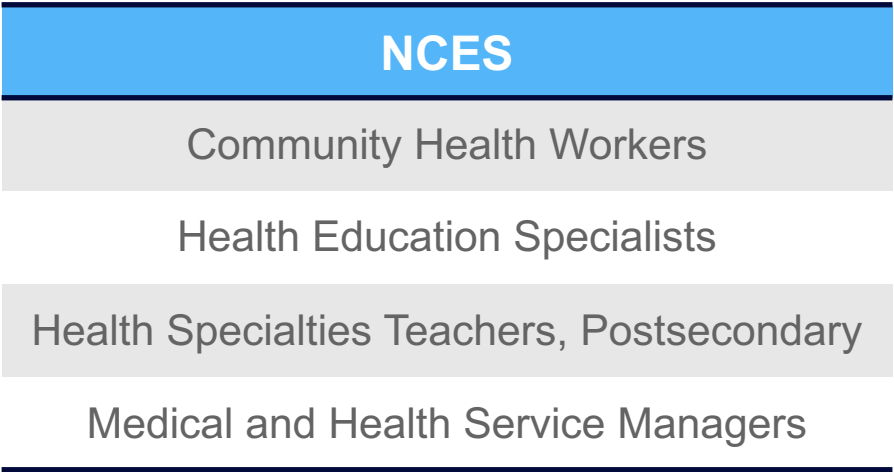 NCES
Community Health Workers
Health Education Specialists
Health Specialties Teachers, Postsecondary
Medical and Health Service Managers